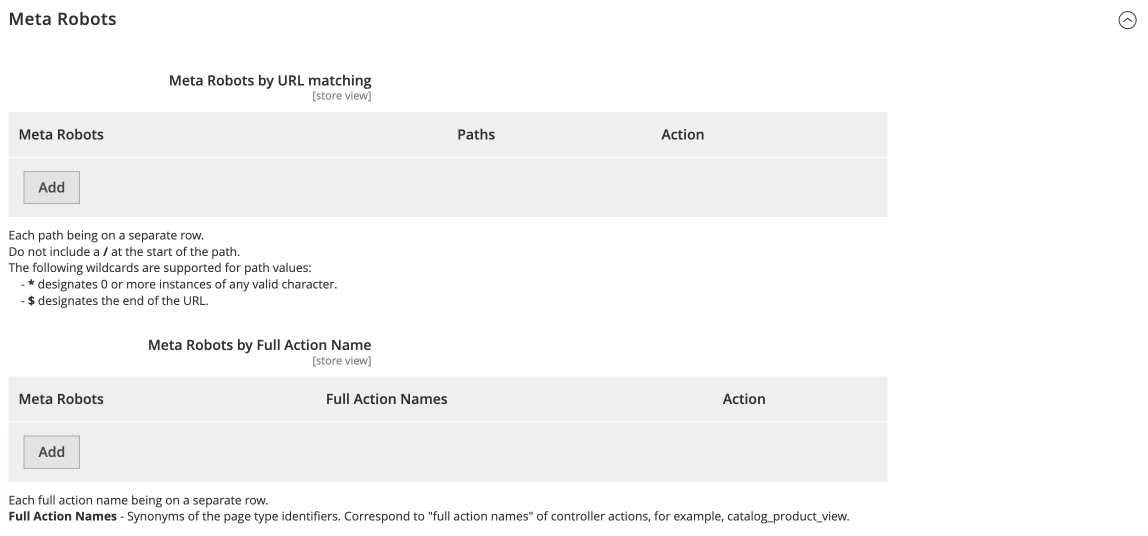 Meta Robots
Meta Robots by URL matching
[store view]
Meta Robots Paths Action
Add
Each path being on a separate row.
Do not include a / at the start of the path.
The following wildcards are supported for path values:
- * designates 0 or more instances of any valid character.
- $ designates the end of the URL.
Meta Robots by Full Action Name
[store view]
Meta Robots Full Action Names Action
Add
Each full action name being on a separate row.
Full Action Names - Synonyms of the page type identifiers. Correspond to "full action names" of controller actions, for example, catalog_product_view.